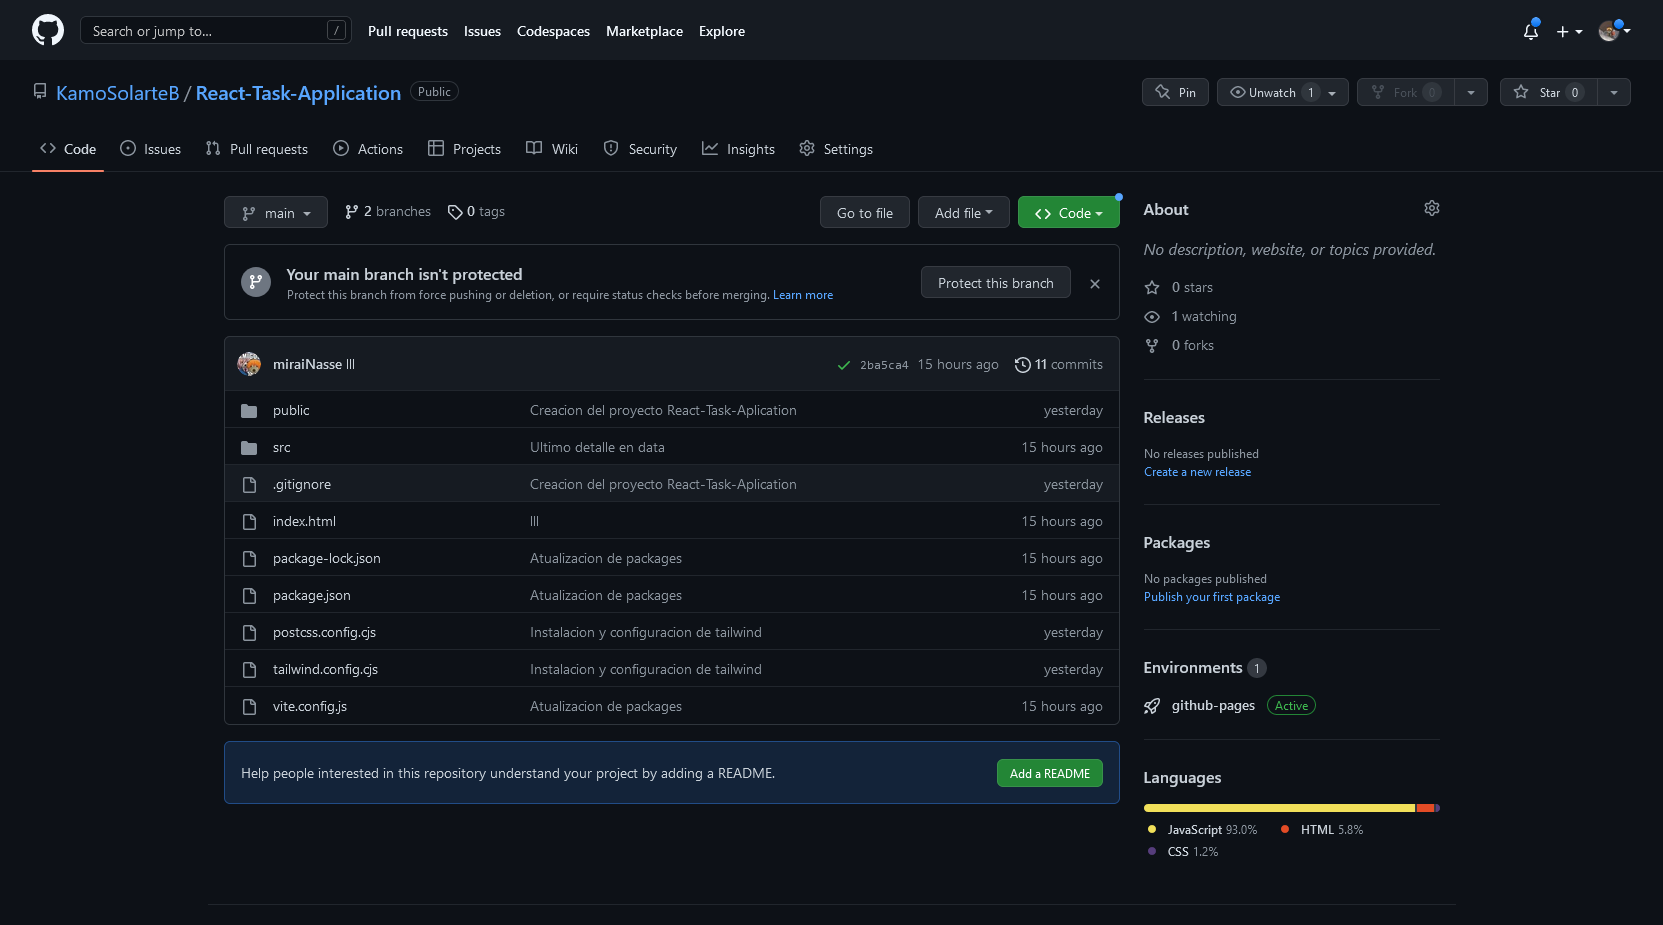 Search or jump to... /
Pull requests Issues Codespaces Marketplace Explore
KamoSolarteB / React-Task-Application Public
Pin Unwatch 1 Fork 0 Star 0
Code Issues Pull requests Actions Projects Wiki Security Insights Settings
main 2 branches 0 tags Go to file Add file Code
Your main branch isn't protected
Protect this branch from force pushing or deletion, or require status checks before merging. Learn more
Protect this branch
miraiNasse lll 2ba5ca4 15 hours ago 11 commits
public Creacion del proyecto React-Task-Aplication yesterday
src Ultimo detalle en data 15 hours ago
.gitignore Creacion del proyecto React-Task-Aplication yesterday
index.html lll 15 hours ago
package-lock.json Atualizacion de packages 15 hours ago
package.json Atualizacion de packages 15 hours ago
postcss.config.cjs Instalacion y configuracion de tailwind yesterday
tailwind.config.cjs Instalacion y configuracion de tailwind yesterday
vite.config.js Atualizacion de packages 15 hours ago
Help people interested in this repository understand your project by adding a README. Add a README
About
No description, website, or topics provided.
0 stars
1 watching
0 forks
Releases
No releases published
Create a new release
Packages
No packages published
Publish your first package
Environments 1
github-pages Active
Languages
JavaScript 93.0% HTML 5.8%
CSS 1.2%